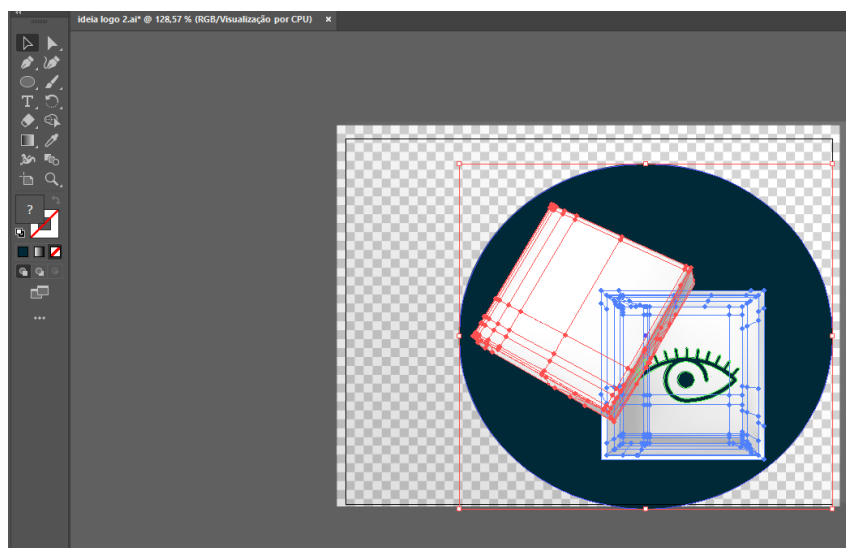 ideia logo 2.ai* @ 128,57 % (RGB/Visualização por CPU) ×
T
?